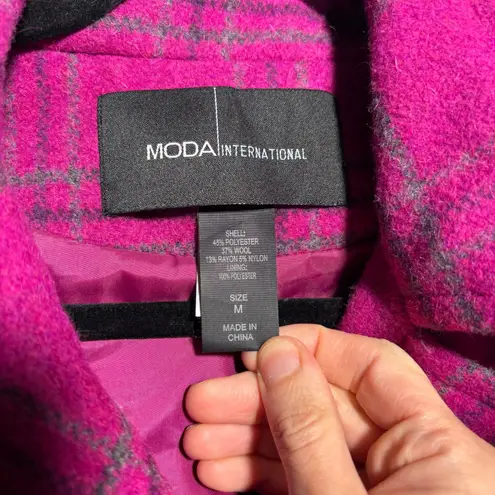 MODA INTERNATIONAL
SHELL:
45% POLYESTER
37% WOOL
13% RAYON 5% NYLON
LINING:
100% POLYESTER
SIZE
M
MADE IN
CHINA